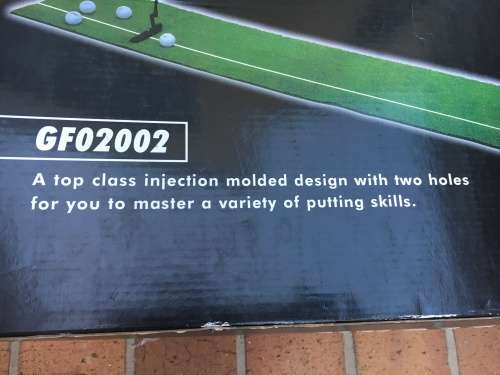 GF02002
A top class injection molded design with two holes
for you to master a variety of putting skills.